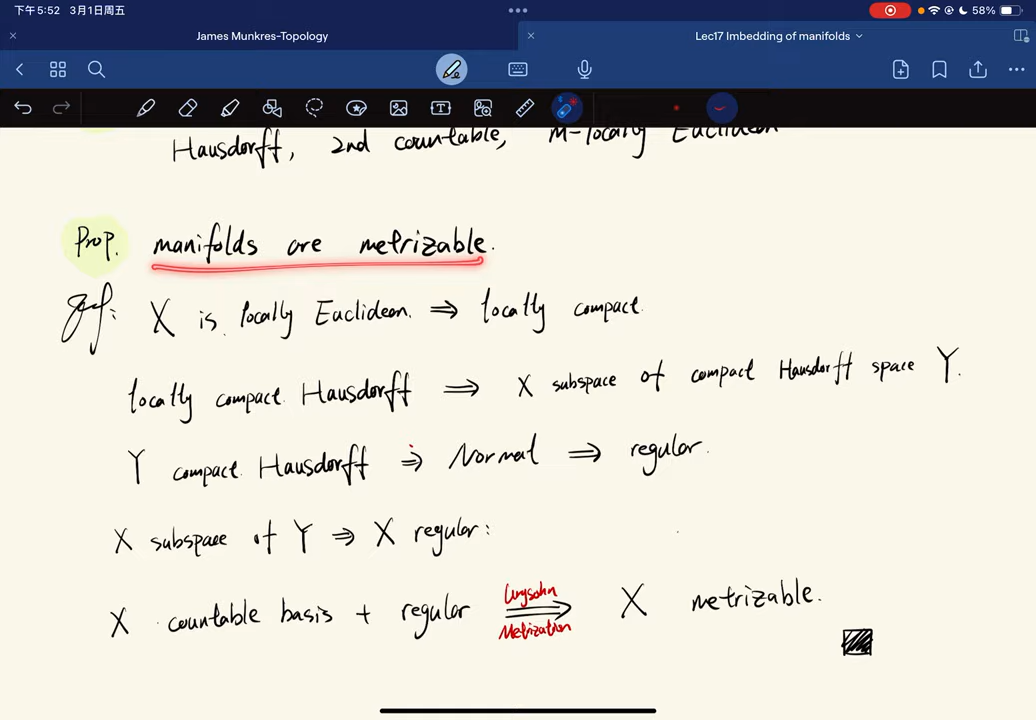 下午5:52 3月1日周五
58%
James Munkres-Topology
Lec17 Imbedding of manifolds
Hausdorff, 2nd countable, m-locally Euclidean
Prop. manifolds are metrizable.
pf: X is locally Euclidean. ⇒ locally compact.
locally compact Hausdorff ⇒ X subspace of compact Hausdorff space Y.
Y compact Hausdorff ⇒ Normal ⇒ regular.
X subspace of Y ⇒ X regular:
Urysohn
X countable basis + regular ⇒ X metrizable.
Metrization